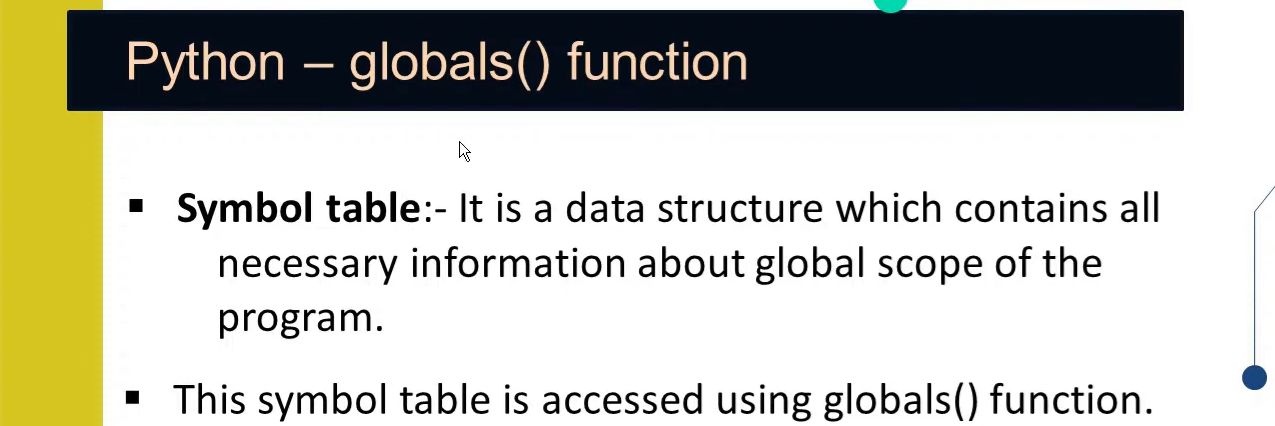 Python – globals() function
▪ Symbol table:- It is a data structure which contains all
necessary information about global scope of the
program.
▪ This symbol table is accessed using globals() function.